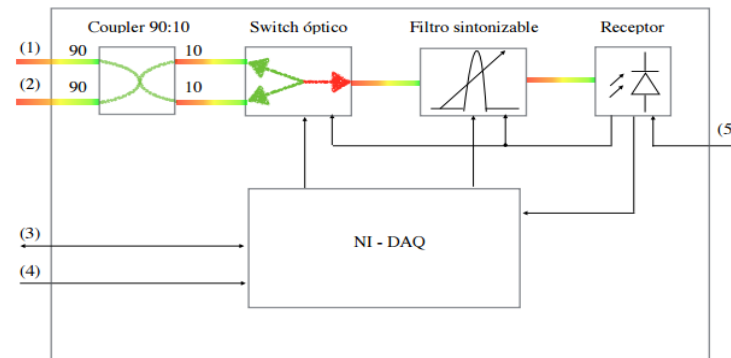 Coupler 90:10
Switch óptico
Filtro sintonizable
Receptor
(1)
90
10
(2)
90
10
(5
(3)
NI - DAQ
(4)